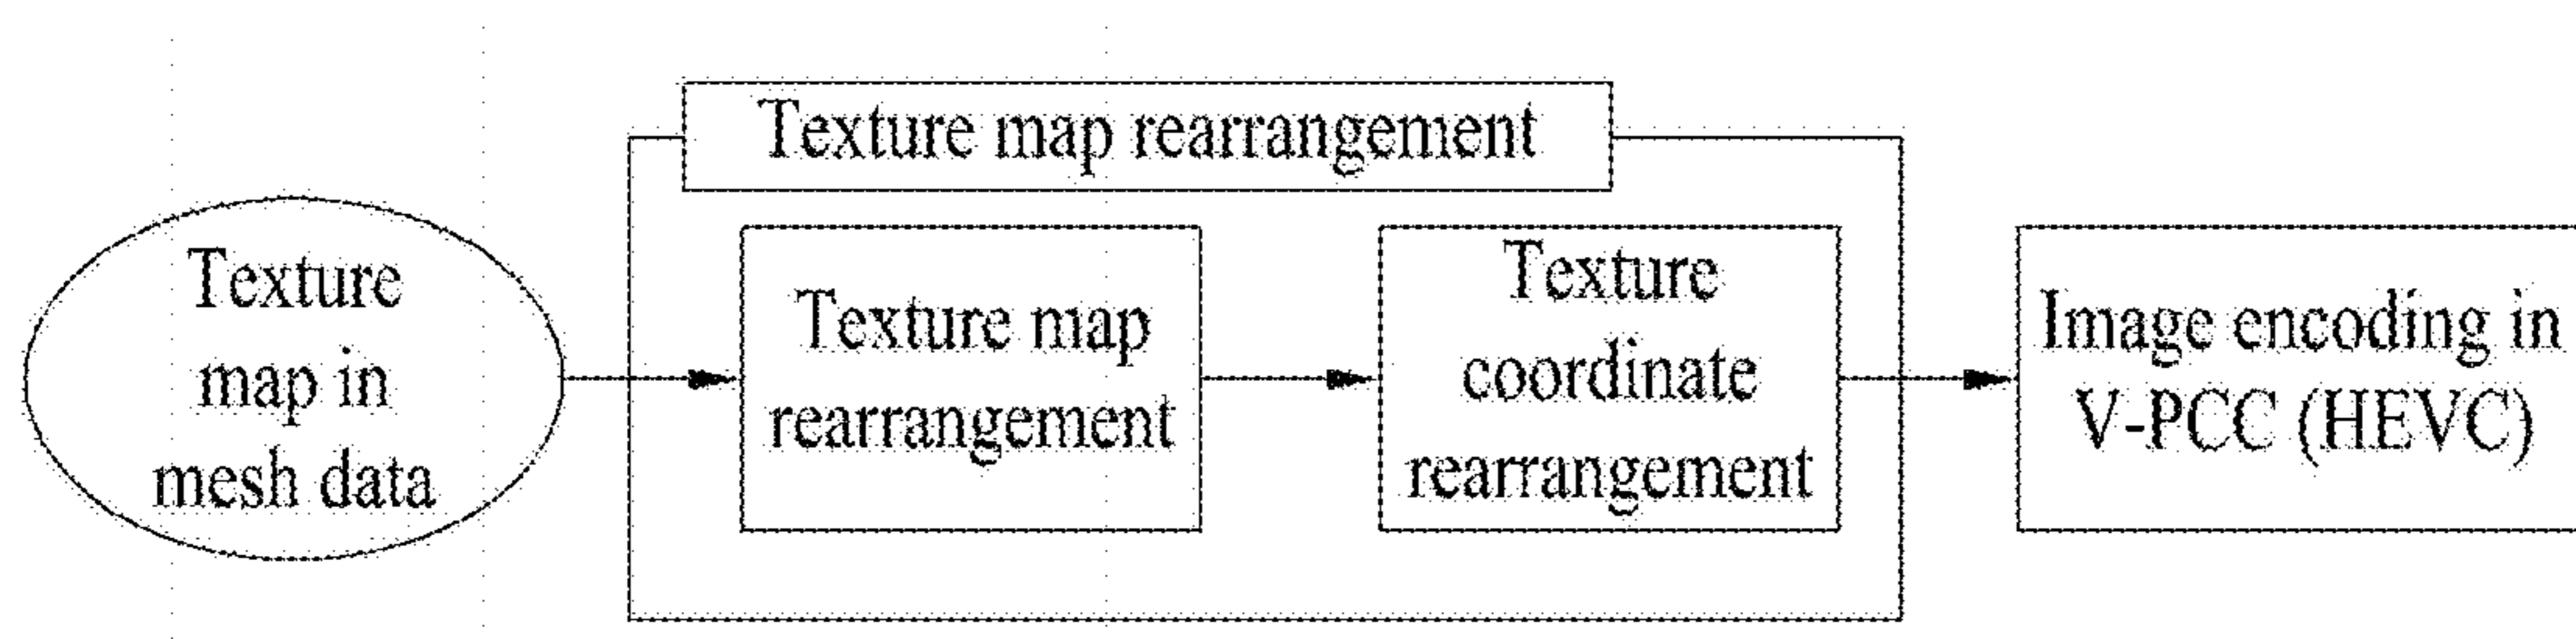 Texture map rearrangement
Texture
map in
mesh data
Texture map
rearrangement
Texture
coordinate
rearrangement
Image encoding in
V-PCC (HEVC)